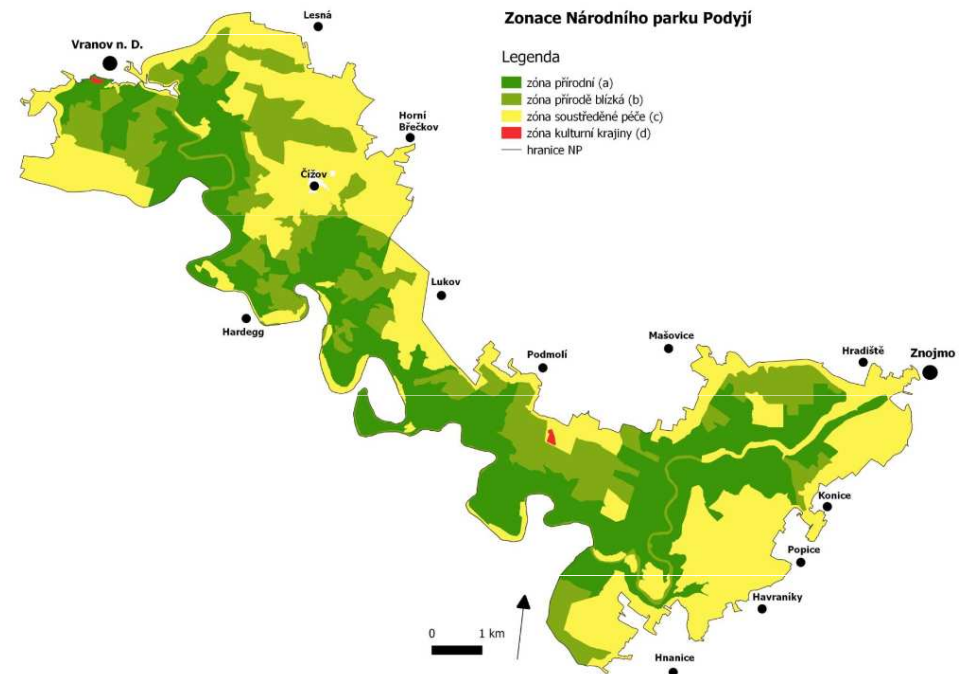 Zonace Národního parku Podyjí
Legenda
zóna přírodní (a)
zóna přírodě blízká (b)
zóna soustředěné péče (c)
zóna kulturní krajiny (d)
hranice NP
Lesná
Vranov n. D.
Horní
Břečkov
Čížov
Lukov
Hardegg
Podmolí
Mašovice
Hradiště
Znojmo
Konice
Popice
Havraníky
Hnanice
0 1 km